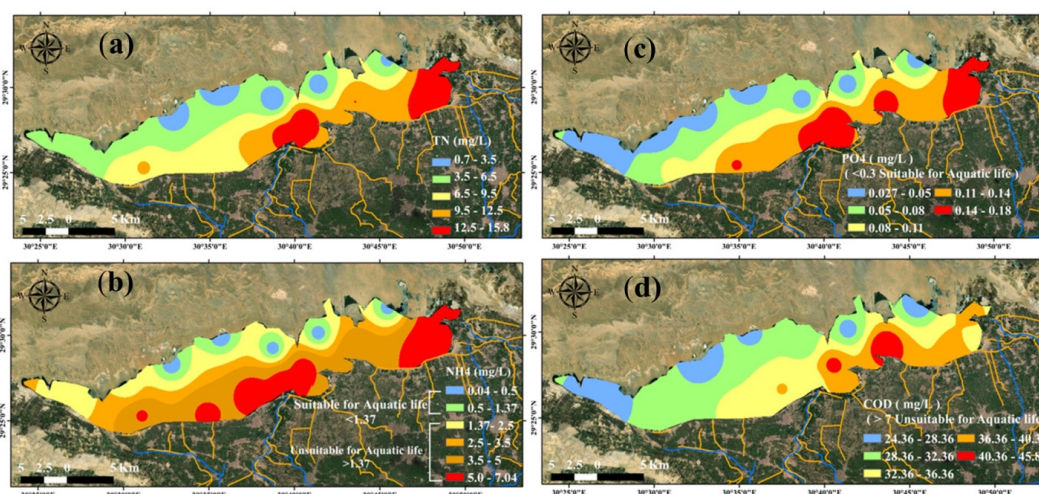 (a)
N
W E
S
29°30'0"N
29°25'0"N
TN (mg/L)
0.7 - 3.5
3.5 - 6.5
6.5 - 9.5
9.5 - 12.5
12.5 - 15.8
5 2.5 0 5 Km
30°25'0"E 30°30'0"E 30°35'0"E 30°40'0"E 30°45'0"E 30°50'0"E
(c)
N
W E
S
29°30'0"N
29°25'0"N
PO4 ( mg/L )
( <0.3 Suitable for Aquatic life )
0.027 - 0.05 0.11 - 0.14
0.05 - 0.08 0.14 - 0.18
0.08 - 0.11
5 2.5 0 5 Km
30°25'0"E 30°30'0"E 30°35'0"E 30°40'0"E 30°45'0"E 30°50'0"E
(b)
N
W E
S
29°30'0"N
29°25'0"N
NH4 (mg/L)
0.04 - 0.5
Suitable for Aquatic life
<1.37
0.5 - 1.37
1.37 - 2.5
Unsuitable for Aquatic life
>1.37
2.5 - 3.5
3.5 - 5
5.0 - 7.04
5 2.5 0 5 Km
(d)
N
W E
S
29°30'0"N
29°25'0"N
COD ( mg/L )
( > 7 Unsuitable for Aquatic life
24.36 - 28.36 36.36 - 40.3
28.36 - 32.36 40.36 - 45.8
32.36 - 36.36
5 2.5 0 5 Km